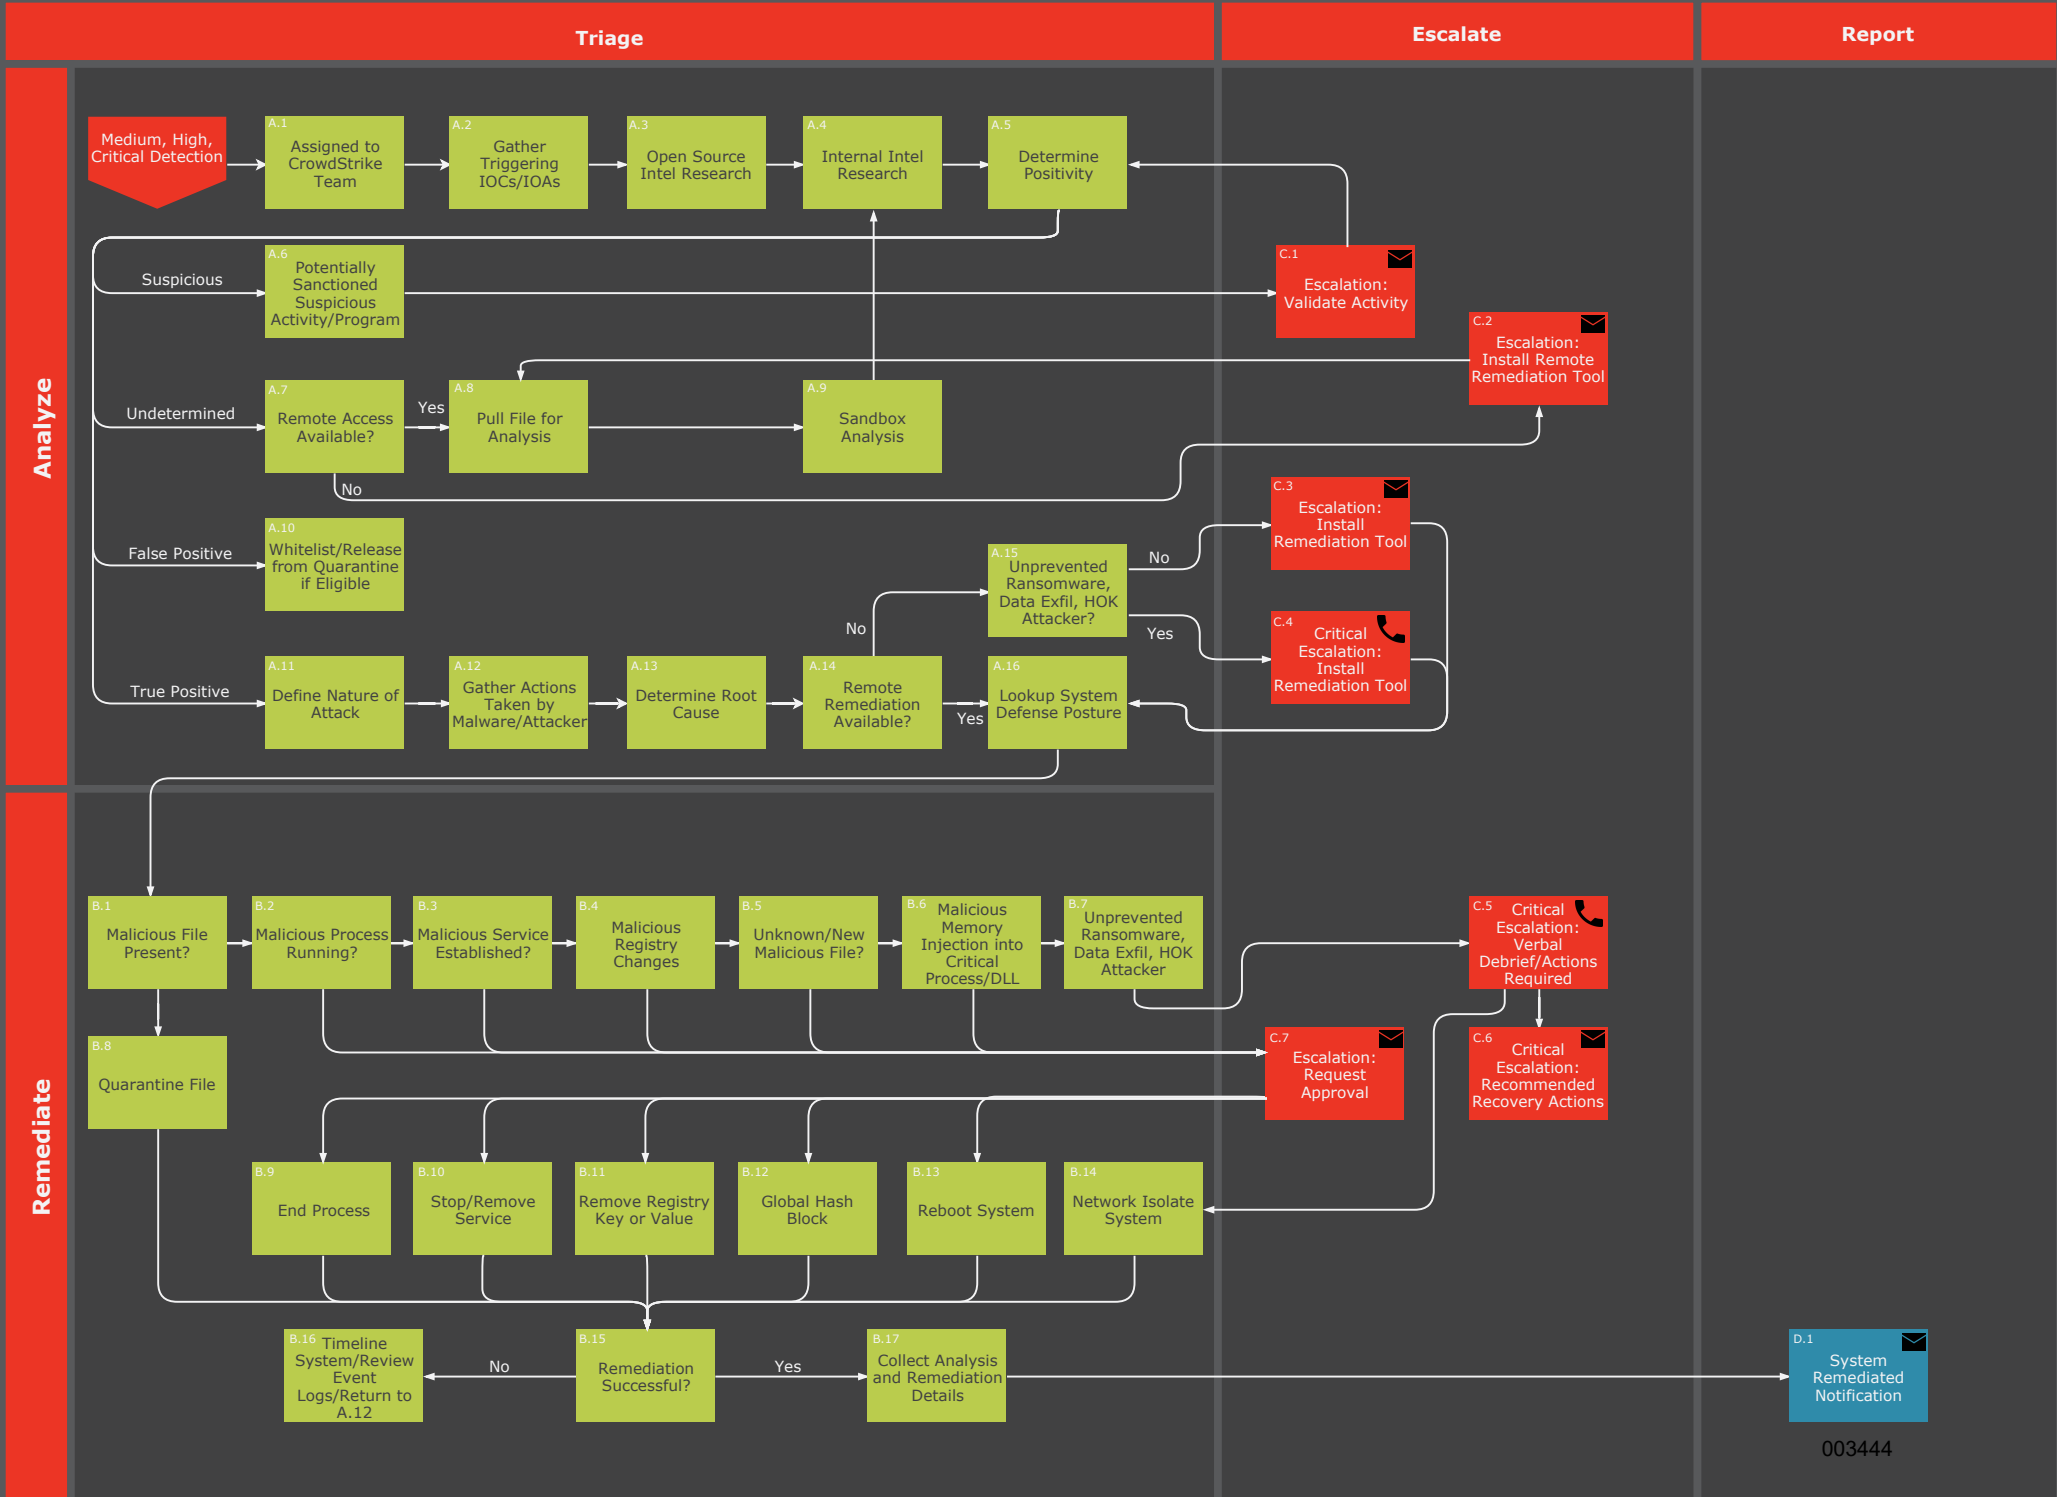 Triage
Escalate
Report
Analyze
Medium, High,
Critical Detection
A.1
Assigned to
CrowdStrike
Team
A.2
Gather
Triggering
IOCs/IOAs
A.3
Open Source
Intel Research
A.4
Internal Intel
Research
A.5
Determine
Positivity
Suspicious
A.6
Potentially
Sanctioned
Suspicious
Activity/Program
C.1
Escalation:
Validate Activity
C.2
Escalation:
Install Remote
Remediation Tool
Undetermined
A.7
Remote Access
Available?
Yes
No
A.8
Pull File for
Analysis
A.9
Sandbox
Analysis
False Positive
A.10
Whitelist/Release
from Quarantine
if Eligible
A.15
Unprevented
Ransomware,
Data Exfil, HOK
Attacker?
No
Yes
C.3
Escalation:
Install
Remediation Tool
C.4
Critical
Escalation:
Install
Remediation Tool
True Positive
A.11
Define Nature of
Attack
A.12
Gather Actions
Taken by
Malware/Attacker
A.13
Determine Root
Cause
A.14
Remote
Remediation
Available?
No
Yes
A.16
Lookup System
Defense Posture
Remediate
B.1
Malicious File
Present?
B.2
Malicious Process
Running?
B.3
Malicious Service
Established?
B.4
Malicious
Registry
Changes
B.5
Unknown/New
Malicious File?
B.6
Malicious
Memory
Injection into
Critical
Process/DLL
B.7
Unprevented
Ransomware,
Data Exfil, HOK
Attacker
C.5
Critical
Escalation:
Verbal
Debrief/Actions
Required
B.8
Quarantine File
C.7
Escalation:
Request
Approval
C.6
Critical
Escalation:
Recommended
Recovery Actions
B.9
End Process
B.10
Stop/Remove
Service
B.11
Remove Registry
Key or Value
B.12
Global Hash
Block
B.13
Reboot System
B.14
Network Isolate
System
B.16
Timeline
System/Review
Event
Logs/Return to
A.12
No
B.15
Remediation
Successful?
Yes
B.17
Collect Analysis
and Remediation
Details
D.1
System
Remediated
Notification
003444